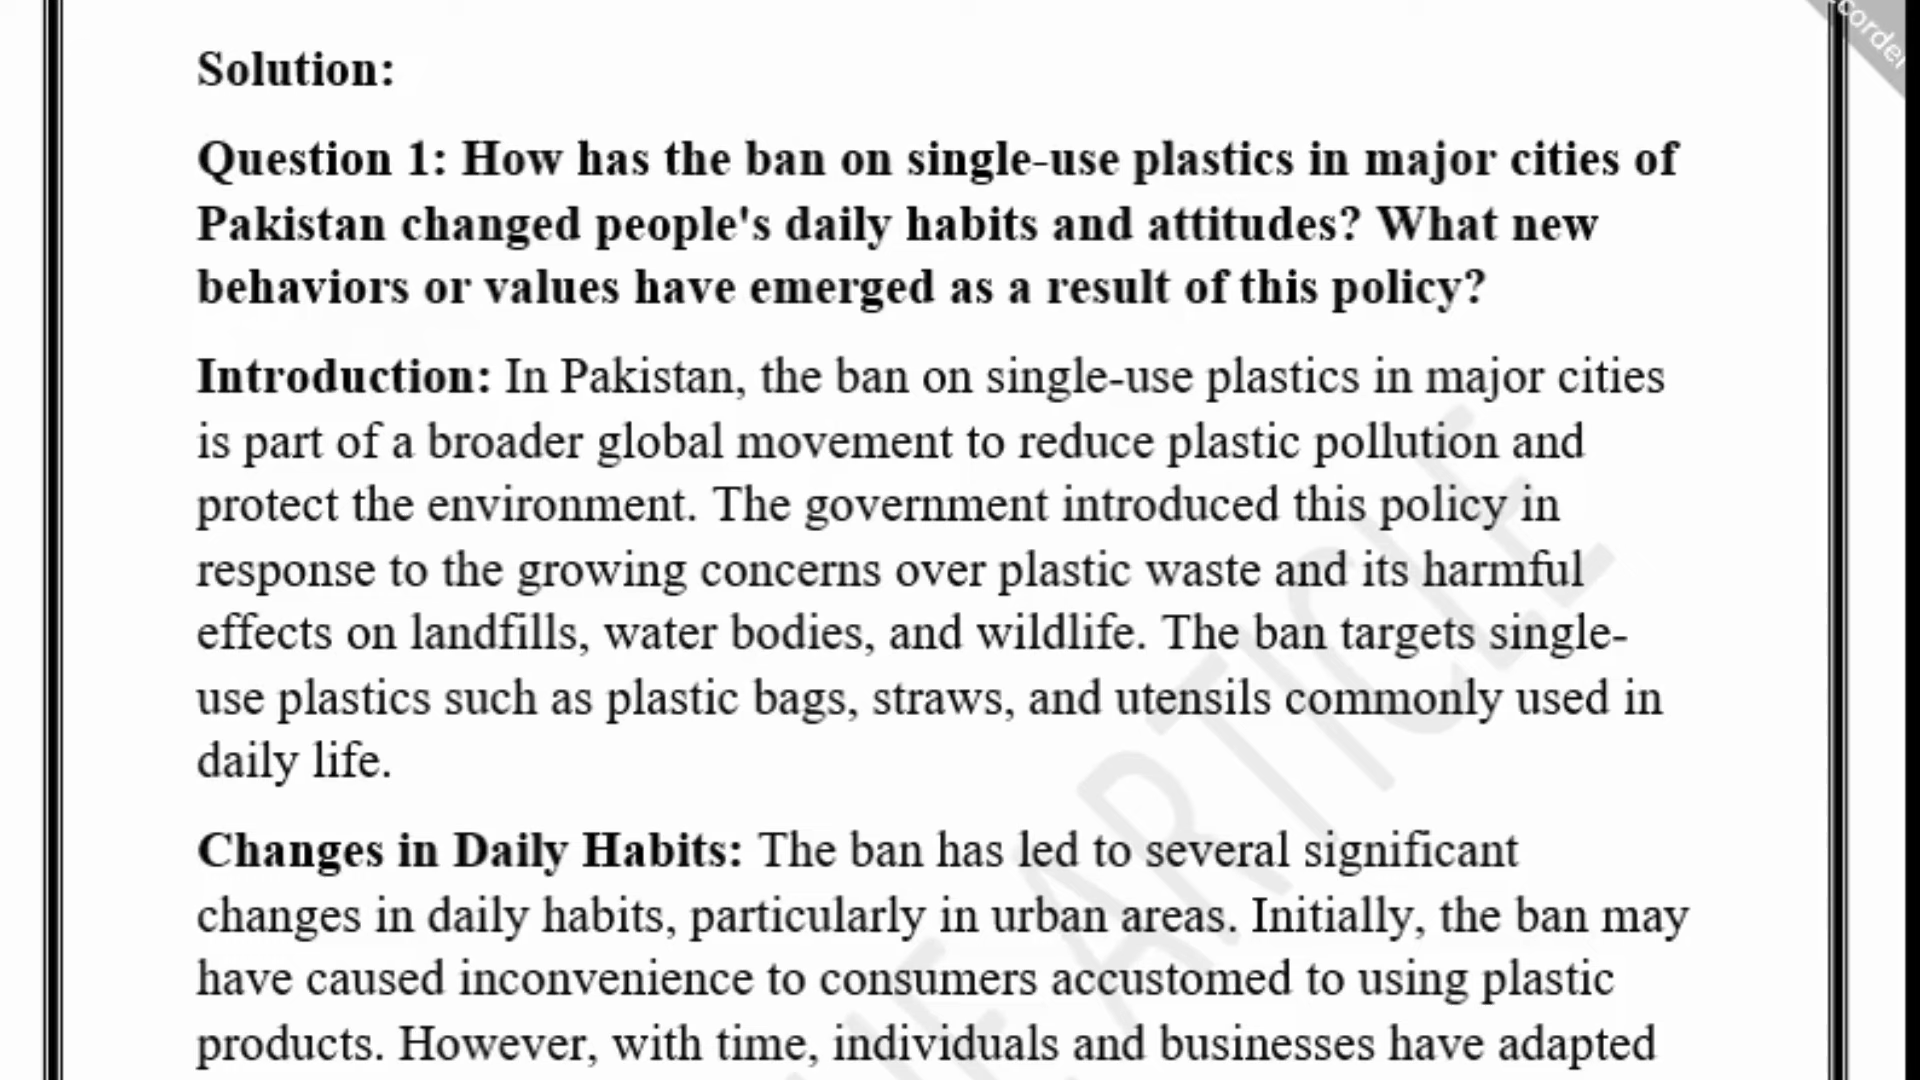 Solution:
Question 1: How has the ban on single-use plastics in major cities of
Pakistan changed people's daily habits and attitudes? What new
behaviors or values have emerged as a result of this policy?
Introduction: In Pakistan, the ban on single-use plastics in major cities
is part of a broader global movement to reduce plastic pollution and
protect the environment. The government introduced this policy in
response to the growing concerns over plastic waste and its harmful
effects on landfills, water bodies, and wildlife. The ban targets single-
use plastics such as plastic bags, straws, and utensils commonly used in
daily life.
Changes in Daily Habits: The ban has led to several significant
changes in daily habits, particularly in urban areas. Initially, the ban may
have caused inconvenience to consumers accustomed to using plastic
products. However, with time, individuals and businesses have adapted
ARTICLE